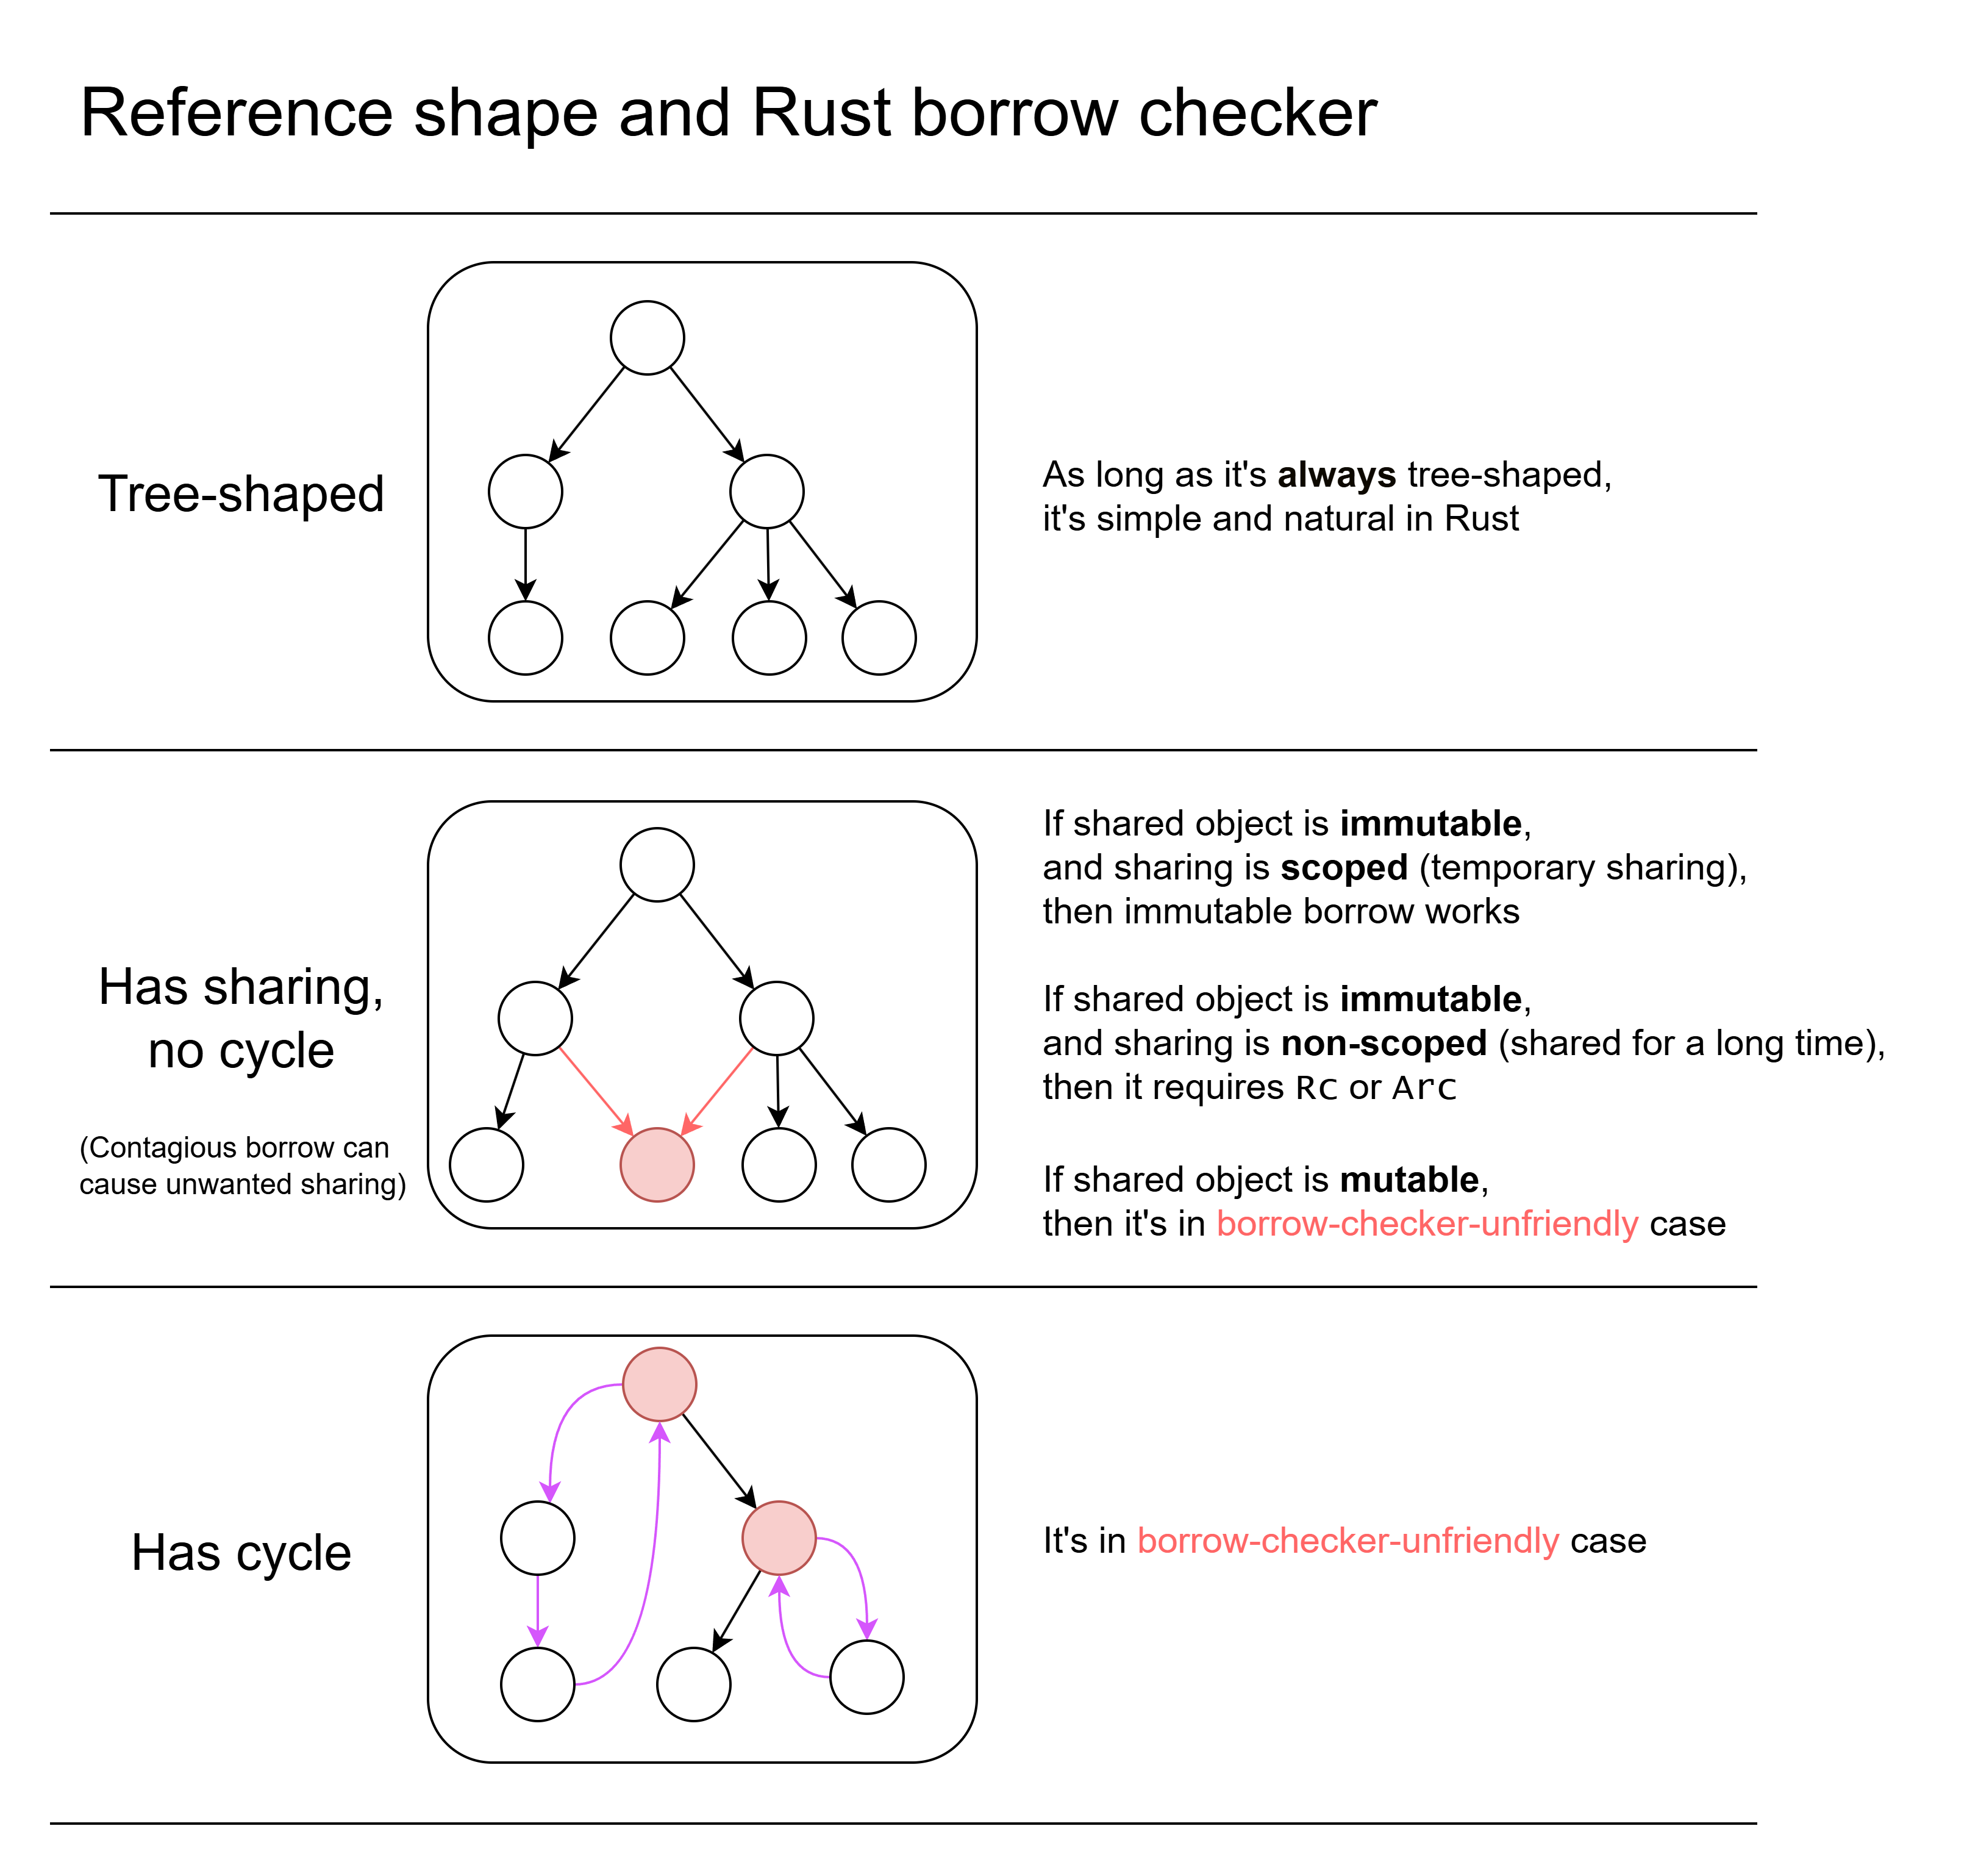 Reference shape and Rust borrow checker
Tree-shaped
As long as it's always tree-shaped,
it's simple and natural in Rust
Has sharing,
no cycle
(Contagious borrow can
cause unwanted sharing)
If shared object is immutable,
and sharing is scoped (temporary sharing),
then immutable borrow works
If shared object is immutable,
and sharing is non-scoped (shared for a long time),
then it requires Rc or Arc
If shared object is mutable,
then it's in borrow-checker-unfriendly case
Has cycle
It's in borrow-checker-unfriendly case